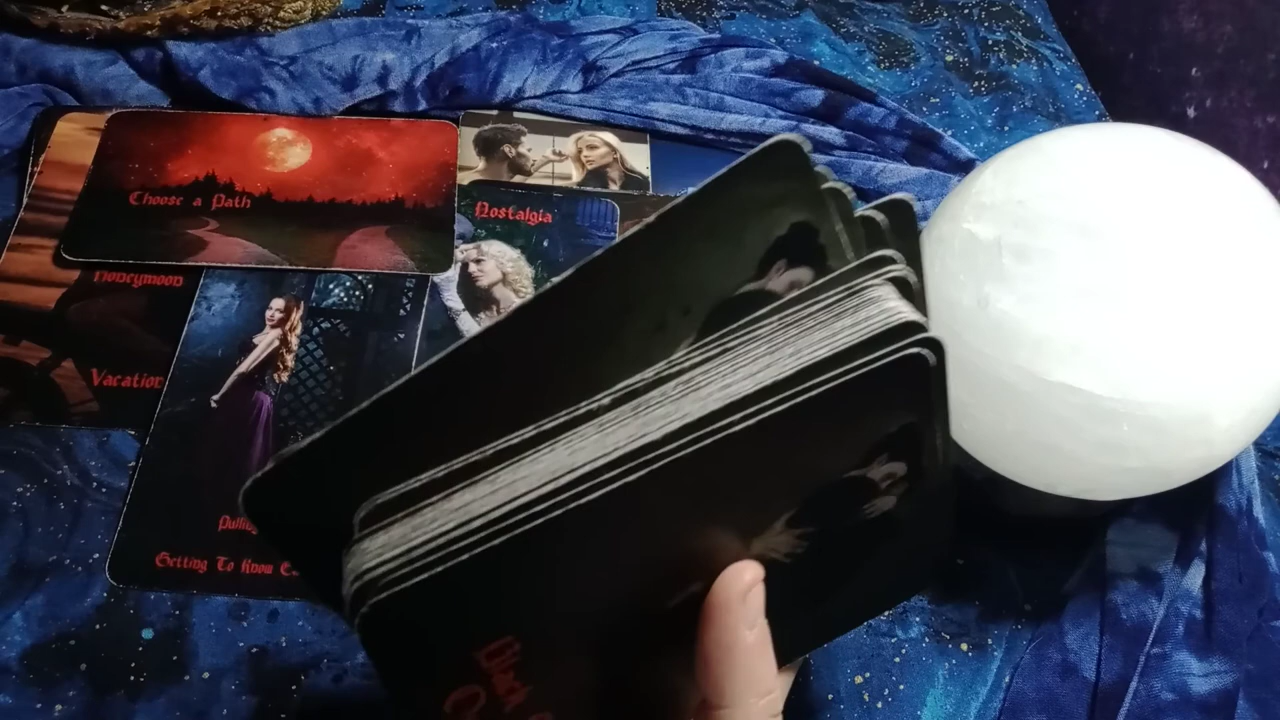 Choose a Path
Nostalgia
Honeymoon
Vacation
Getting To Know